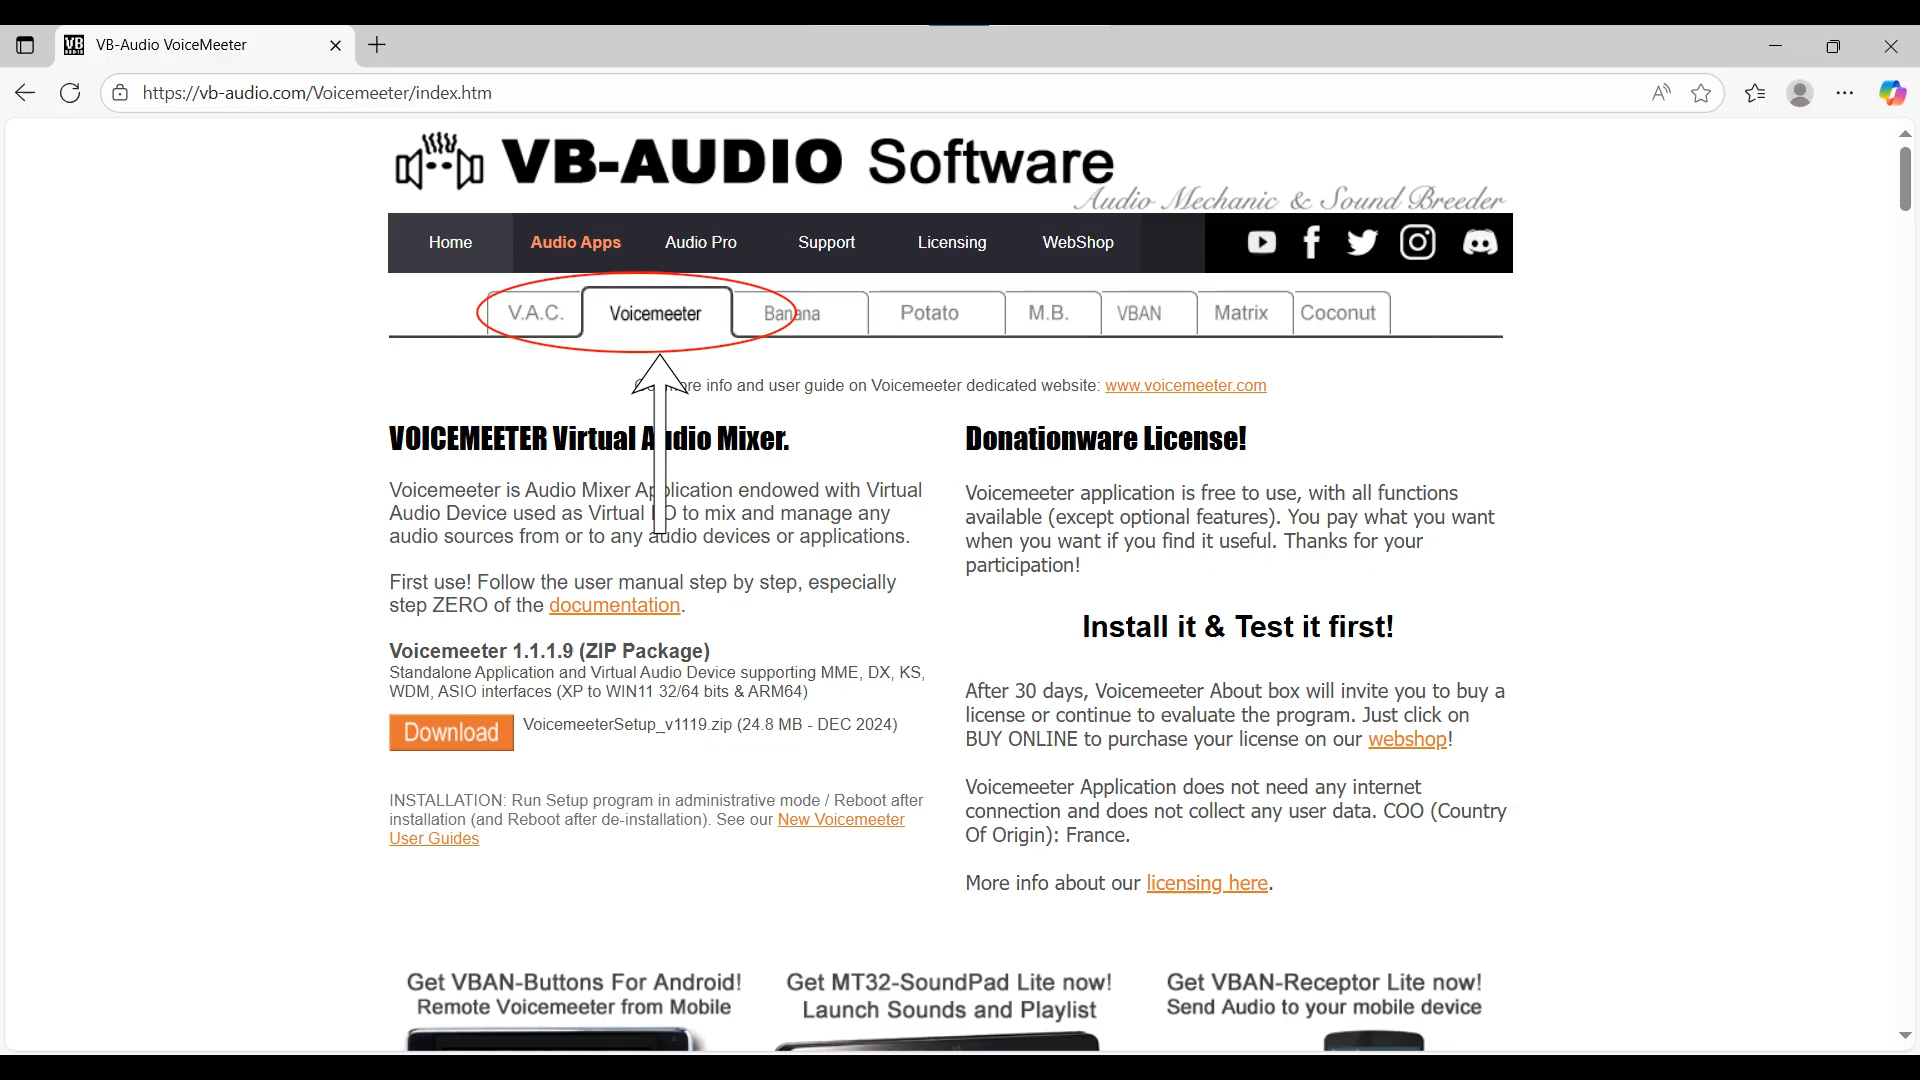 VB-Audio VoiceMeeter
https://vb-audio.com/Voicemeeter/index.htm
VB-AUDIO Software
Audio Mechanic & Sound Breeder
Home Audio Apps Audio Pro Support Licensing WebShop
V.A.C. Voicemeeter Banana Potato M.B. VBAN Matrix Coconut
info and user guide on Voicemeeter dedicated website: www.voicemeeter.com
VOICEMEETER Virtual Audio Mixer.
Voicemeeter is Audio Mixer Application endowed with Virtual
Audio Device used as Virtual I/O to mix and manage any
audio sources from or to any audio devices or applications.
First use! Follow the user manual step by step, especially
step ZERO of the documentation.
Voicemeeter 1.1.1.9 (ZIP Package)
Standalone Application and Virtual Audio Device supporting MME, DX, KS,
WDM, ASIO interfaces (XP to WIN11 32/64 bits & ARM64)
Download VoicemeeterSetup_v1119.zip (24.8 MB - DEC 2024)
INSTALLATION: Run Setup program in administrative mode / Reboot after
installation (and Reboot after de-installation). See our New Voicemeeter
User Guides
Donationware License!
Voicemeeter application is free to use, with all functions
available (except optional features). You pay what you want
when you want if you find it useful. Thanks for your
participation!
Install it & Test it first!
After 30 days, Voicemeeter About box will invite you to buy a
license or continue to evaluate the program. Just click on
BUY ONLINE to purchase your license on our webshop!
Voicemeeter Application does not need any internet
connection and does not collect any user data. COO (Country
Of Origin): France.
More info about our licensing here.
Get VBAN-Buttons For Android!
Remote Voicemeeter from Mobile
Get MT32-SoundPad Lite now!
Launch Sounds and Playlist
Get VBAN-Receptor Lite now!
Send Audio to your mobile device